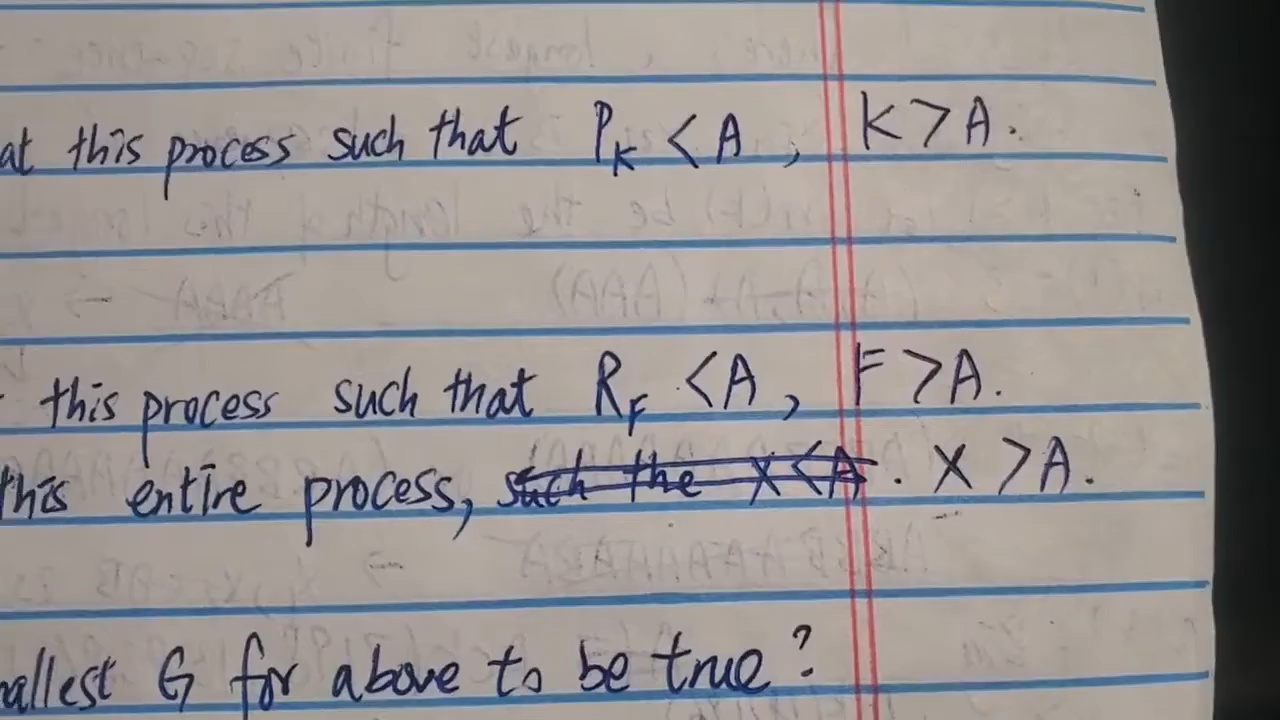 at this process such that P_K < A, K > A.
this process such that R_F < A, F > A.
this entire process, such the X < A. X > A.
allest G for above to be true?